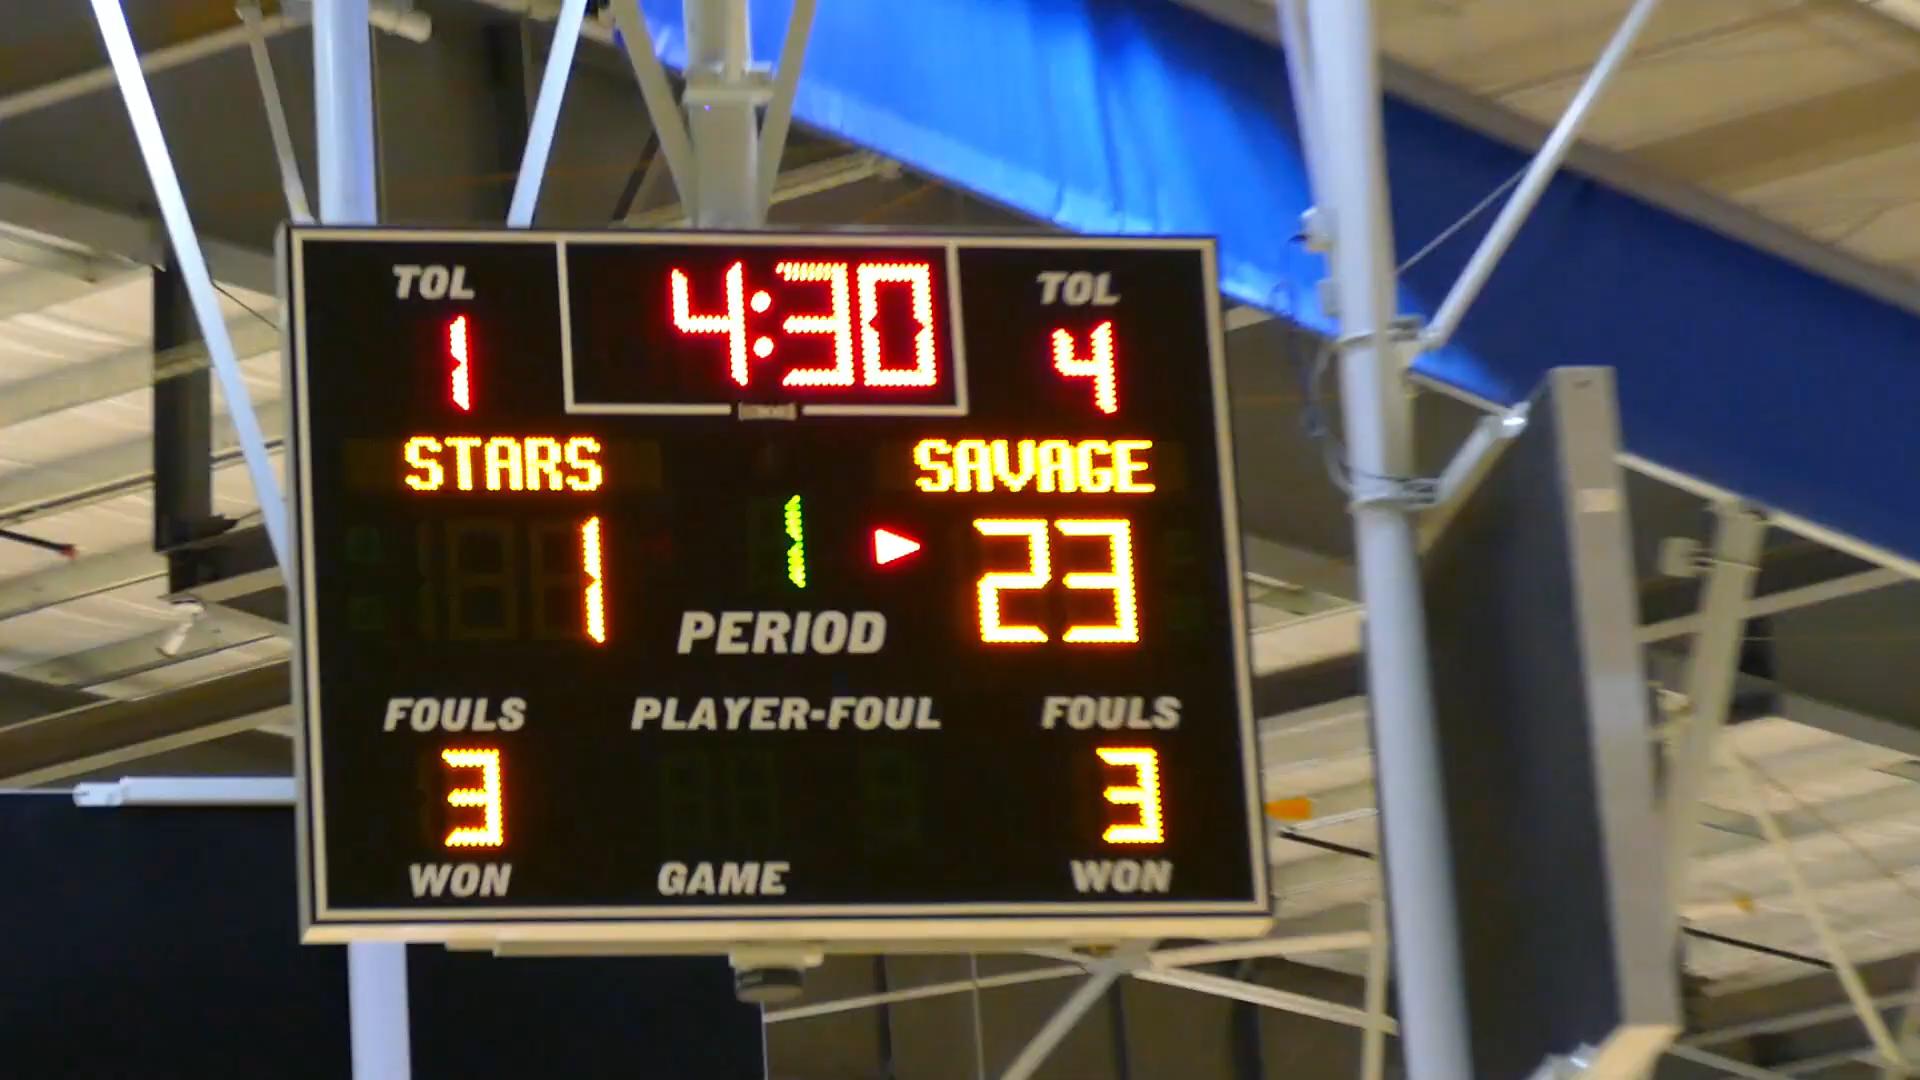 TOL 4:30 TOL
1 4
STARS SAVAGE
1 1 23
PERIOD
FOULS PLAYER-FOUL FOULS
3 3
WON GAME WON